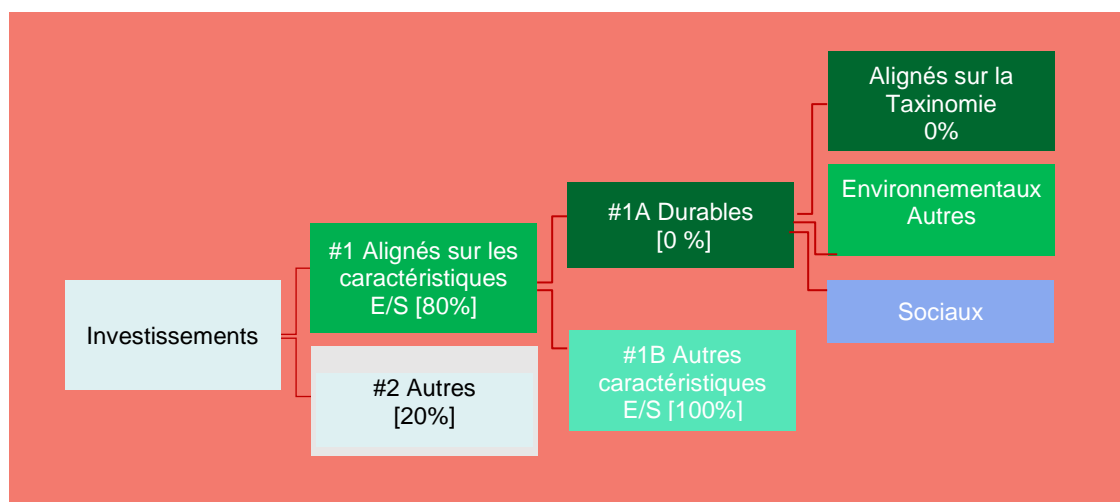 Investissements
#1 Alignés sur les
caractéristiques
E/S [80%]
#2 Autres
[20%]
#1A Durables
[0 %]
#1B Autres
caractéristiques
E/S [100%]
Alignés sur la
Taxinomie
0%
Environnementaux
Autres
Sociaux